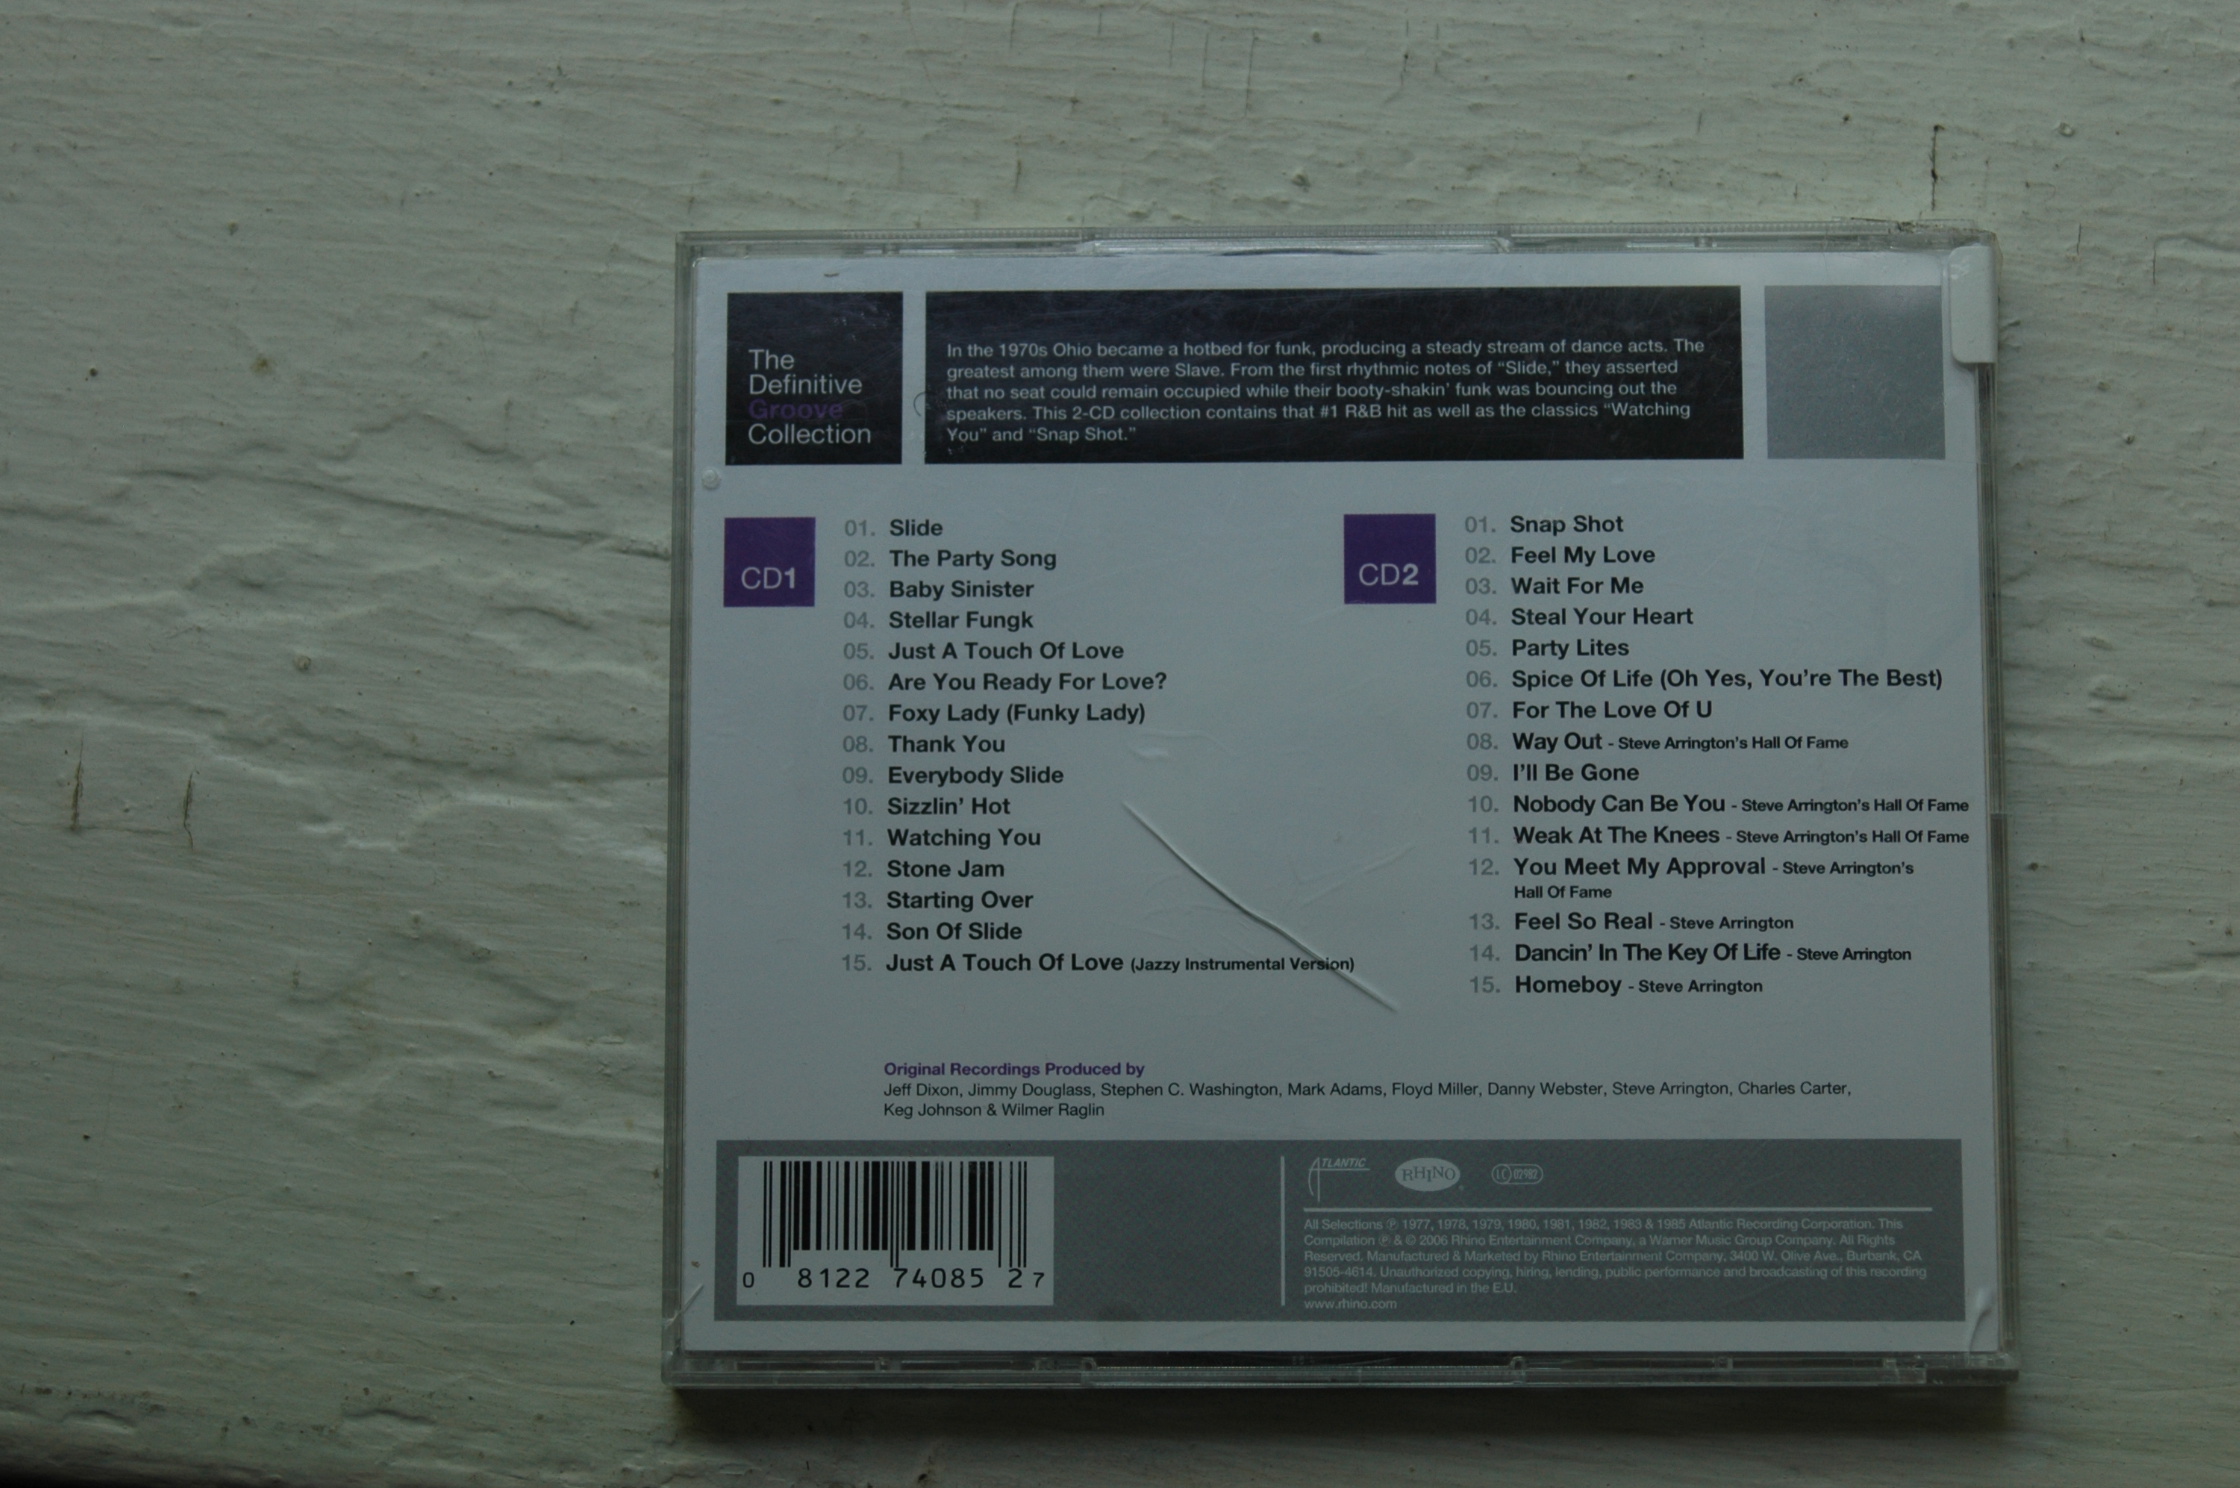 The
Definitive
Groove
Collection
In the 1970s Ohio became a hotbed for funk, producing a steady stream of dance acts. The
greatest among them were Slave. From the first rhythmic notes of “Slide,” they asserted
that no seat could remain occupied while their booty-shakin’ funk was bouncing out the
speakers. This 2-CD collection contains that #1 R&B hit as well as the classics “Watching
You” and “Snap Shot.”
CD1
01. Slide
02. The Party Song
03. Baby Sinister
04. Stellar Fungk
05. Just A Touch Of Love
06. Are You Ready For Love?
07. Foxy Lady (Funky Lady)
08. Thank You
09. Everybody Slide
10. Sizzlin’ Hot
11. Watching You
12. Stone Jam
13. Starting Over
14. Son Of Slide
15. Just A Touch Of Love (Jazzy Instrumental Version)
CD2
01. Snap Shot
02. Feel My Love
03. Wait For Me
04. Steal Your Heart
05. Party Lites
06. Spice Of Life (Oh Yes, You’re The Best)
07. For The Love Of U
08. Way Out - Steve Arrington’s Hall Of Fame
09. I’ll Be Gone
10. Nobody Can Be You - Steve Arrington’s Hall Of Fame
11. Weak At The Knees - Steve Arrington’s Hall Of Fame
12. You Meet My Approval - Steve Arrington’s
Hall Of Fame
13. Feel So Real - Steve Arrington
14. Dancin’ In The Key Of Life - Steve Arrington
15. Homeboy - Steve Arrington
Original Recordings Produced by
Jeff Dixon, Jimmy Douglass, Stephen C. Washington, Mark Adams, Floyd Miller, Danny Webster, Steve Arrington, Charles Carter,
Keg Johnson & Wilmer Raglin
0 8122 74085 2 7
ATLANTIC
RHINO
LC 02982
All Selections ℗ 1977, 1978, 1979, 1980, 1981, 1982, 1983 & 1985 Atlantic Recording Corporation. This
Compilation ℗ & © 2006 Rhino Entertainment Company, a Warner Music Group Company. All Rights
Reserved. Manufactured & Marketed by Rhino Entertainment Company, 3400 W. Olive Ave., Burbank, CA
91505-4614. Unauthorized copying, hiring, lending, public performance and broadcasting of this recording
prohibited! Manufactured in the E.U.
www.rhino.com